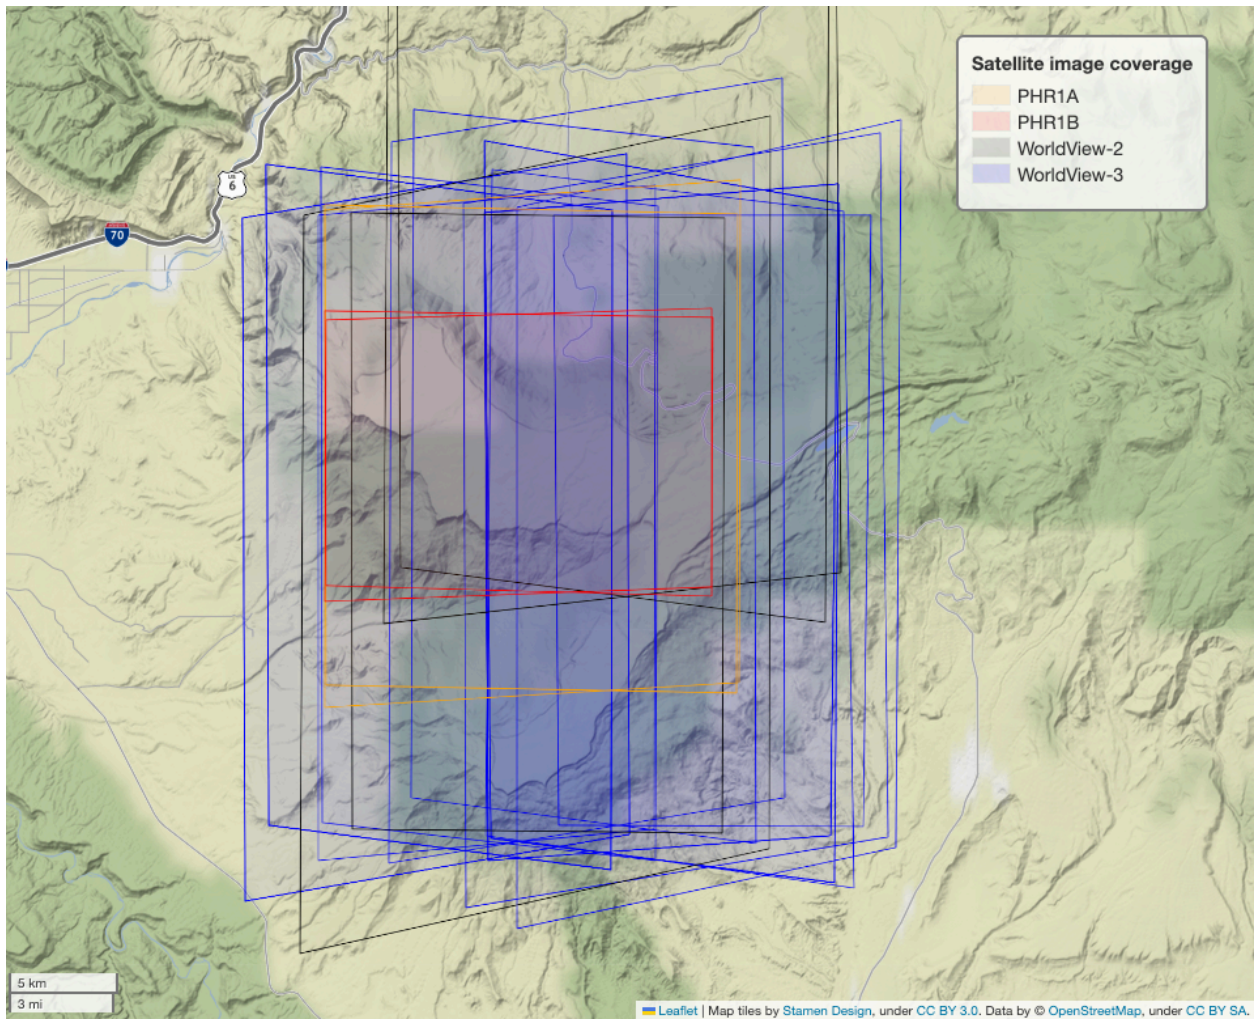 Satellite image coverage
PHR1A
PHR1B
WorldView-2
WorldView-3
US
6
70
5 km
3 mi
Leaflet | Map tiles by Stamen Design, under CC BY 3.0. Data by © OpenStreetMap, under CC BY SA.